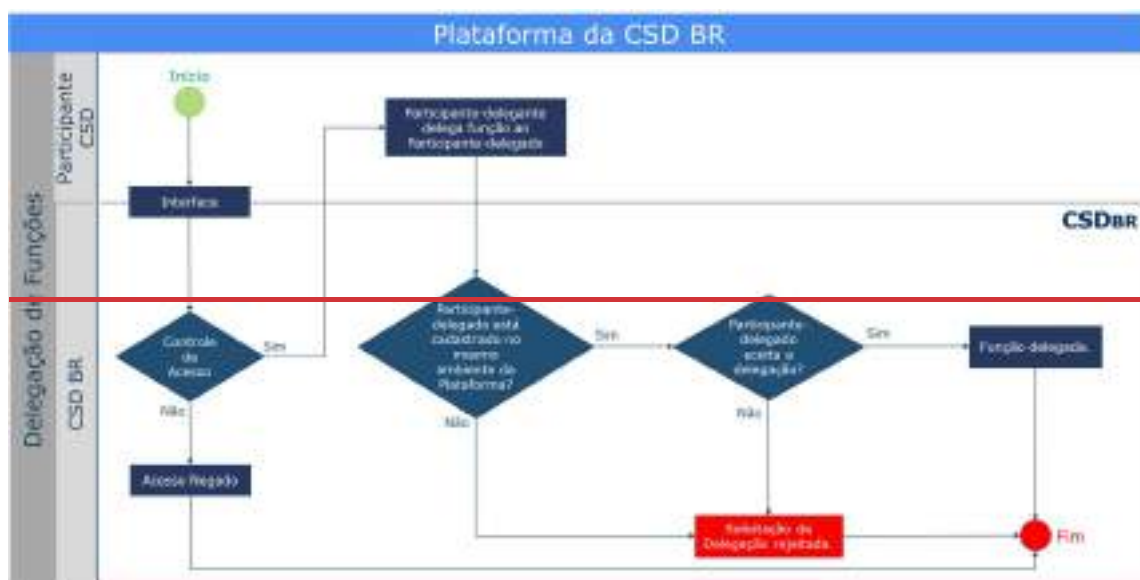 Plataforma da CSD BR
Delegação de Funções
Participante
CSD
CSD BR
Início
Participante-delegante
delega função ao
Participante-delegado
Interface
CSDBR
Controle
de
Acesso
Sim
Não
Participante-
delegado está
cadastrado no
mesmo
ambiente da
Plataforma?
Sim
Não
Participante-
delegado
aceita a
delegação?
Sim
Não
Função delegada.
Acesso Negado
Solicitação de
Delegação rejeitada.
Fim